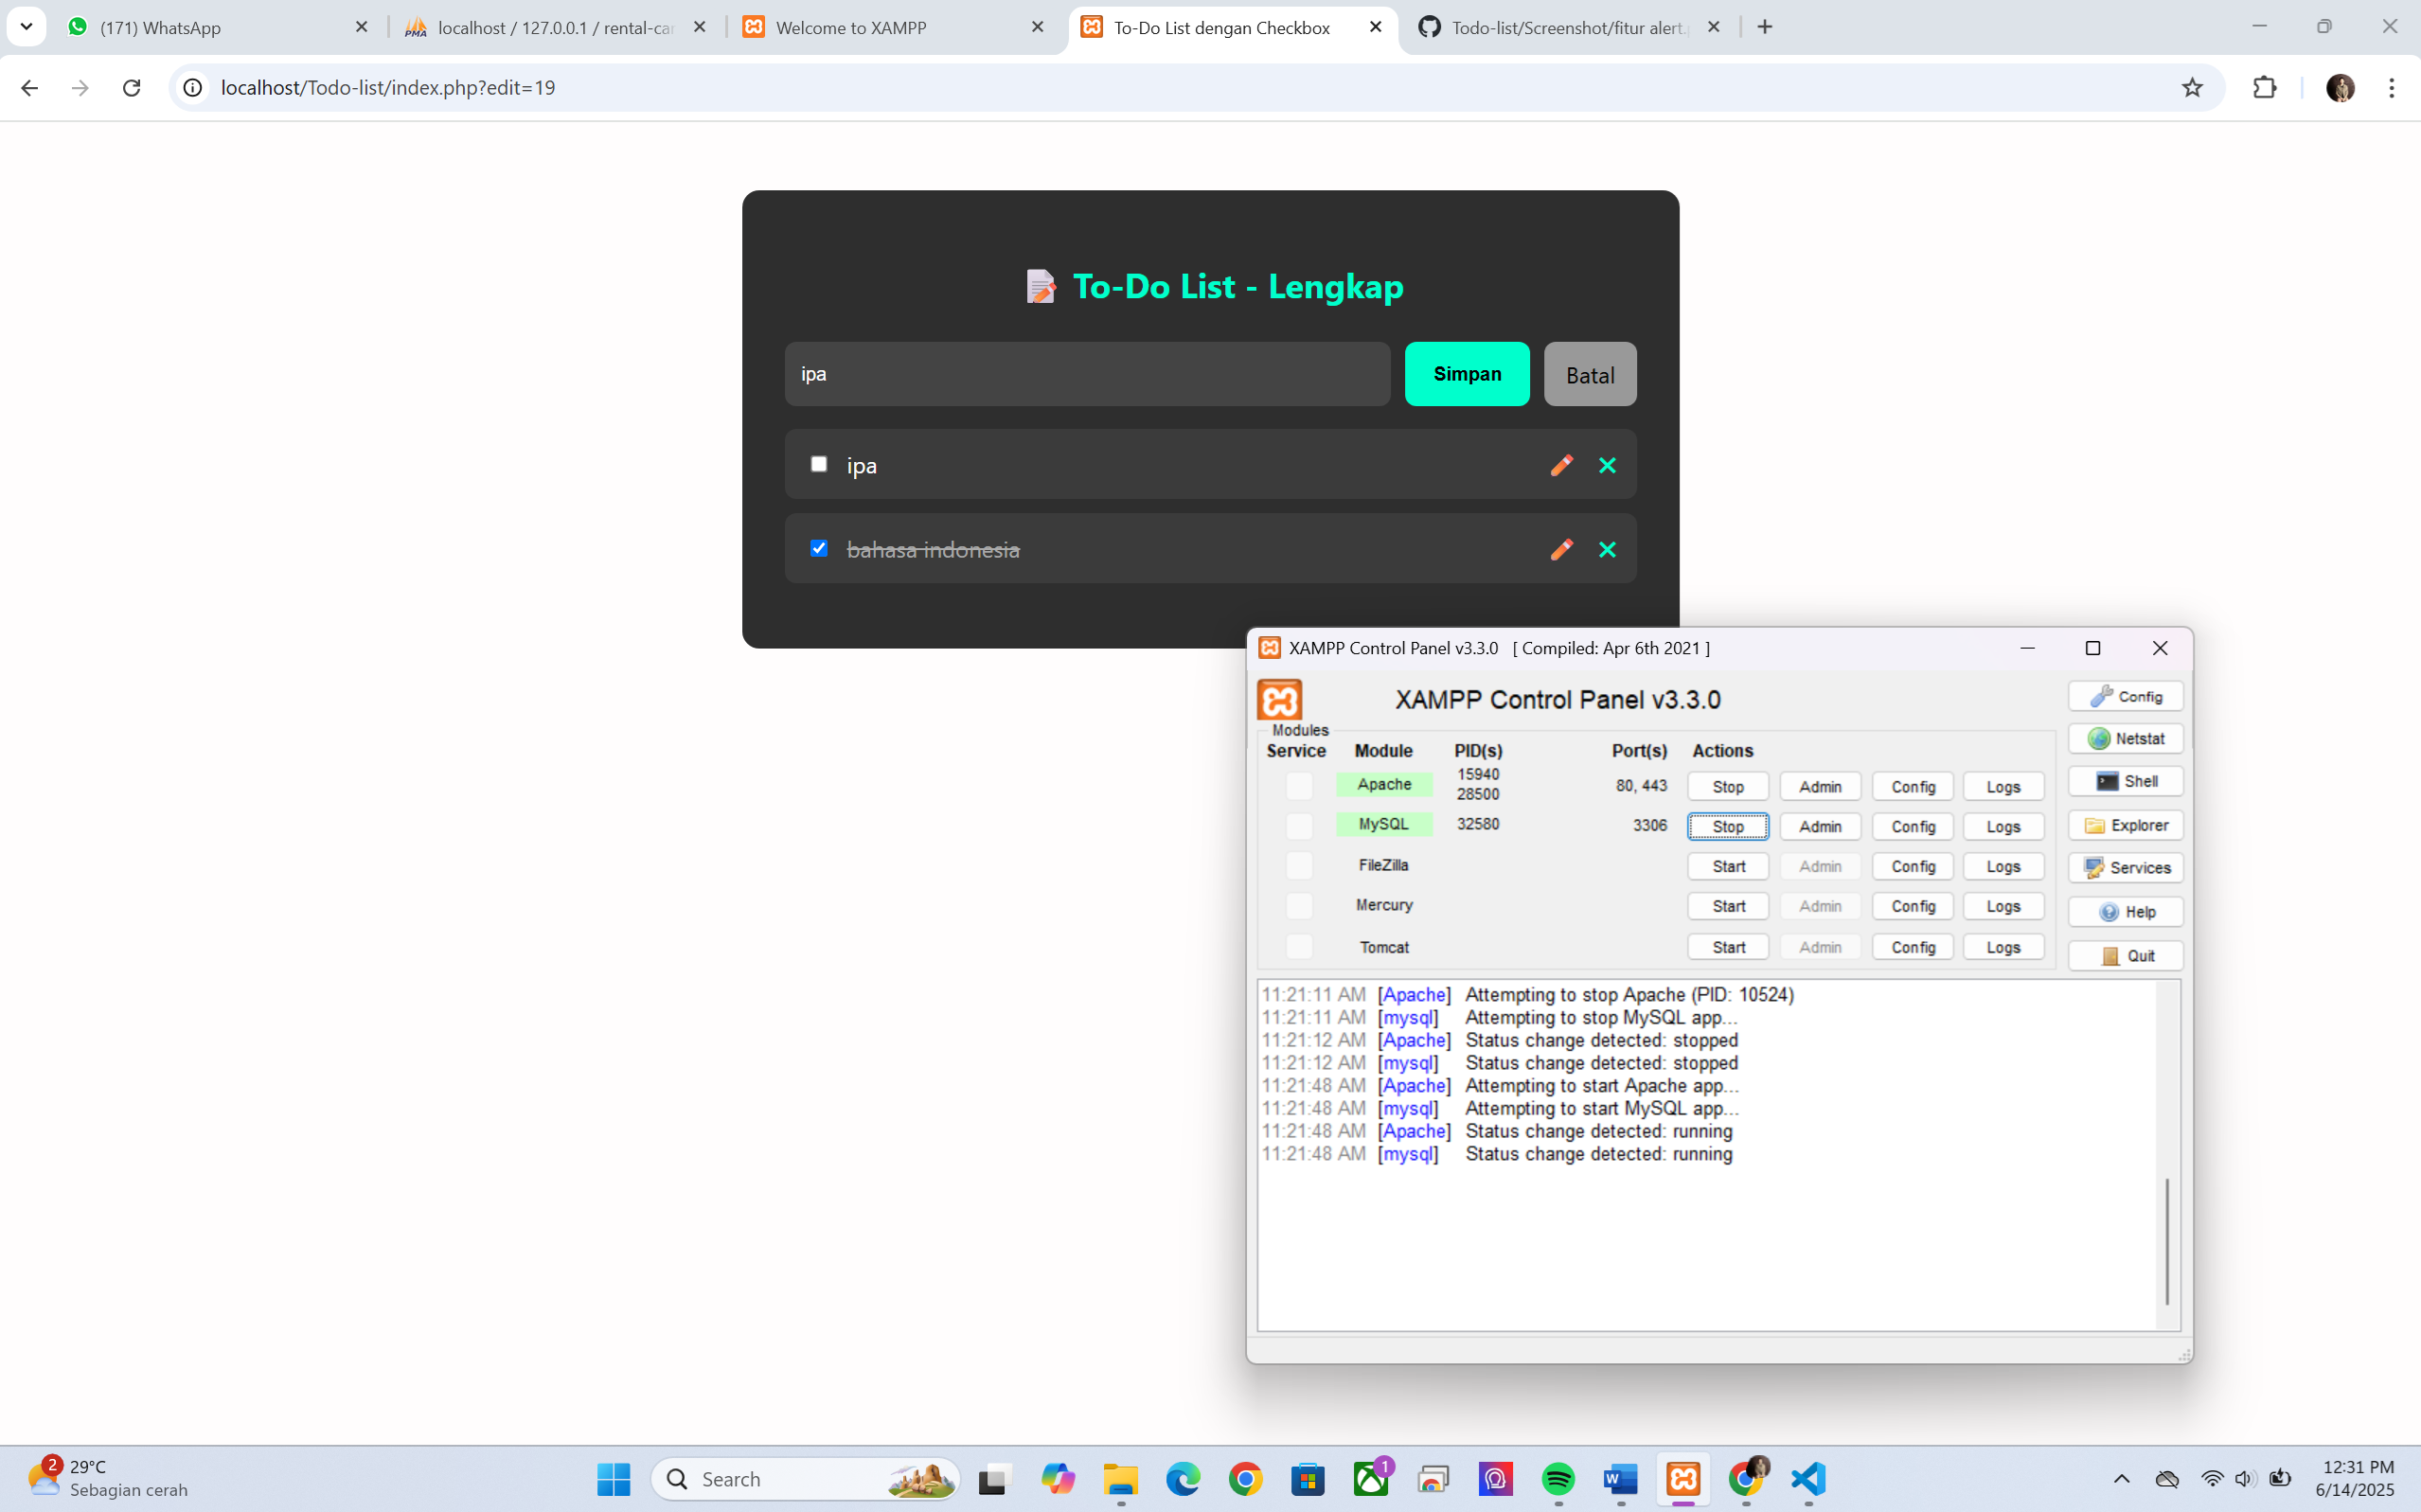 (171) WhatsApp
localhost / 127.0.0.1 / rental-car
Welcome to XAMPP
To-Do List dengan Checkbox
Todo-list/Screenshot/fitur alert.
localhost/Todo-list/index.php?edit=19
To-Do List - Lengkap
ipa
Simpan
Batal
ipa
bahasa indonesia
XAMPP Control Panel v3.3.0 [ Compiled: Apr 6th 2021 ]
XAMPP Control Panel v3.3.0
Modules
Service Module PID(s) Port(s) Actions
Apache 15940 28500 80, 443 Stop Admin Config Logs
MySQL 32580 3306 Stop Admin Config Logs
FileZilla Start Admin Config Logs
Mercury Start Admin Config Logs
Tomcat Start Admin Config Logs
Config
Netstat
Shell
Explorer
Services
Help
Quit
11:21:11 AM [Apache] Attempting to stop Apache (PID: 10524)
11:21:11 AM [mysql] Attempting to stop MySQL app...
11:21:12 AM [Apache] Status change detected: stopped
11:21:12 AM [mysql] Status change detected: stopped
11:21:48 AM [Apache] Attempting to start Apache app...
11:21:48 AM [mysql] Attempting to start MySQL app...
11:21:48 AM [Apache] Status change detected: running
11:21:48 AM [mysql] Status change detected: running
2
29°C
Sebagian cerah
Search
1
12:31 PM
6/14/2025